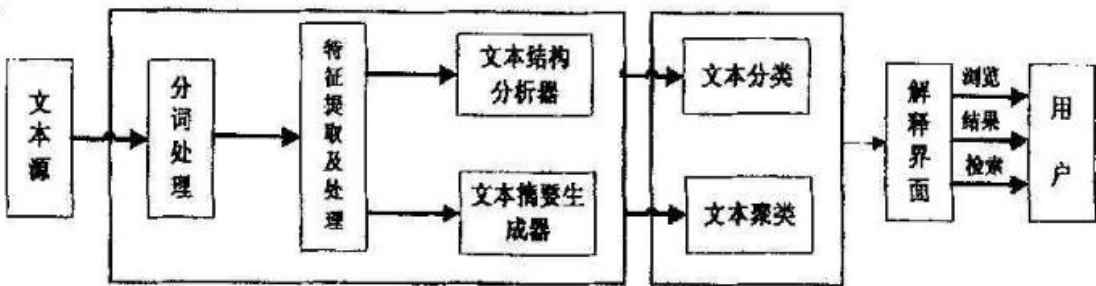 文本源
分词处理
特征提取及处理
文本结构
分析器
文本摘要生
成器
文本分类
文本聚类
解释界面
浏览
结果
检索
用户